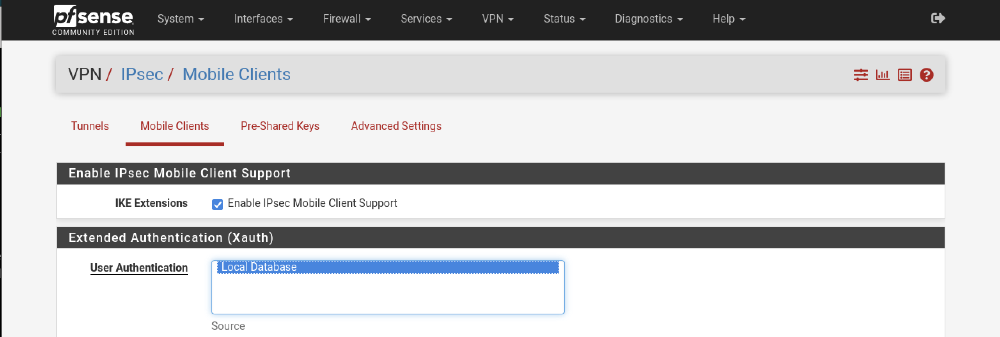 pfsense
COMMUNITY EDITION
System Interfaces Firewall Services VPN Status Diagnostics Help
VPN / IPsec / Mobile Clients
Tunnels Mobile Clients Pre-Shared Keys Advanced Settings
Enable IPsec Mobile Client Support
IKE Extensions Enable IPsec Mobile Client Support
Extended Authentication (Xauth)
User Authentication Local Database
Source